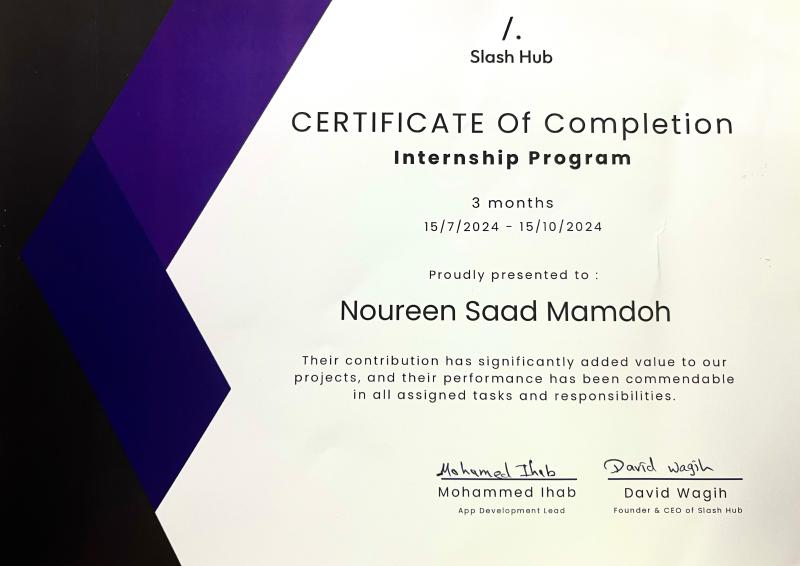 /.
Slash Hub
CERTIFICATE Of Completion
Internship Program
3 months
15/7/2024 - 15/10/2024
Proudly presented to :
Noureen Saad Mamdoh
Their contribution has significantly added value to our
projects, and their performance has been commendable
in all assigned tasks and responsibilities.
Mohamed Ihab
Mohammed Ihab
App Development Lead
David Wagih
David Wagih
Founder & CEO of Slash Hub